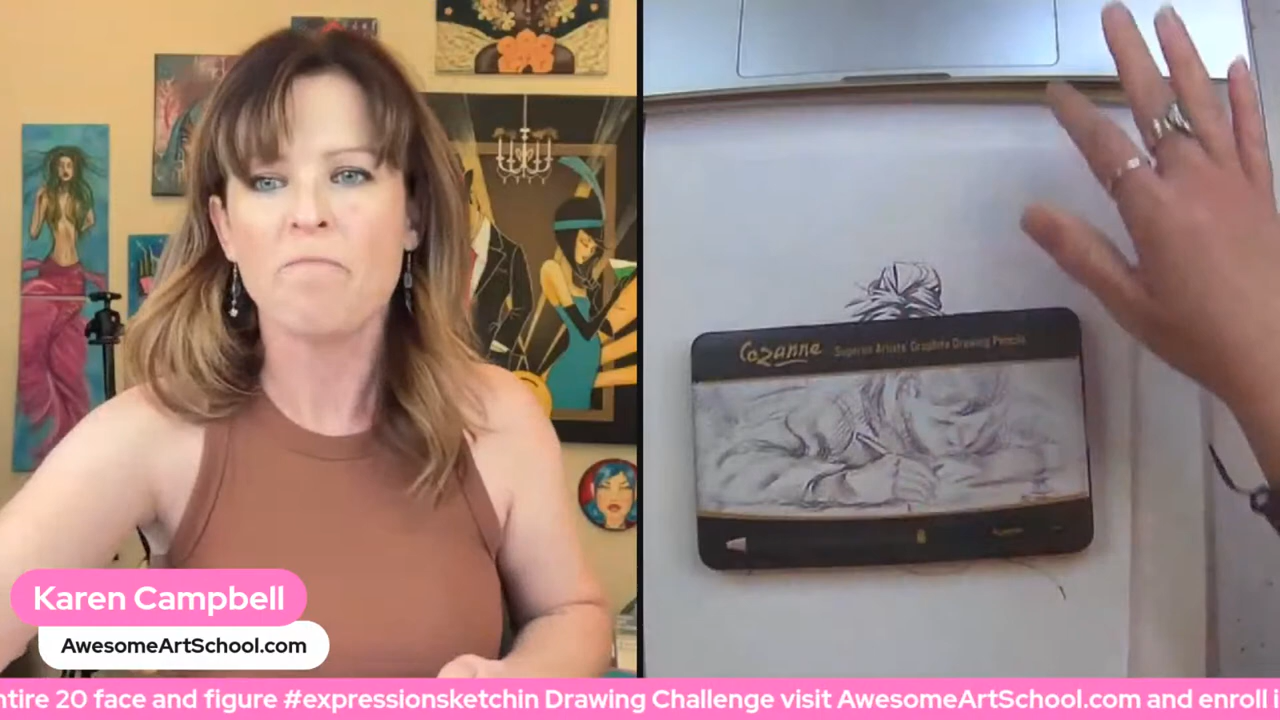 Cozanne Superior Artists' Graphite Drawing Pencils
Karen Campbell
AwesomeArtSchool.com
ntire 20 face and figure #expressionsketchin Drawing Challenge visit AwesomeArtSchool.com and enroll i